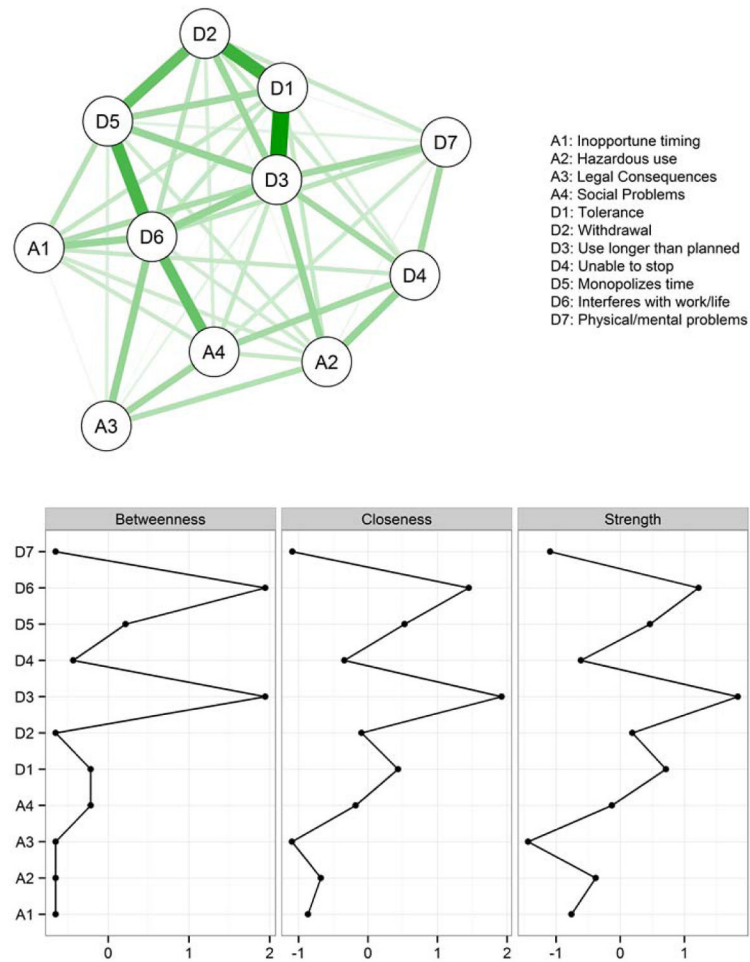 D2
D1
D5
D7
D3
D6
A1
D4
A4
A2
A3
A1: Inopportune timing
A2: Hazardous use
A3: Legal Consequences
A4: Social Problems
D1: Tolerance
D2: Withdrawal
D3: Use longer than planned
D4: Unable to stop
D5: Monopolizes time
D6: Interferes with work/life
D7: Physical/mental problems
Betweenness Closeness Strength
D7
D6
D5
D4
D3
D2
D1
A4
A3
A2
A1
0 1 2 -1 0 1 2 -1 0 1